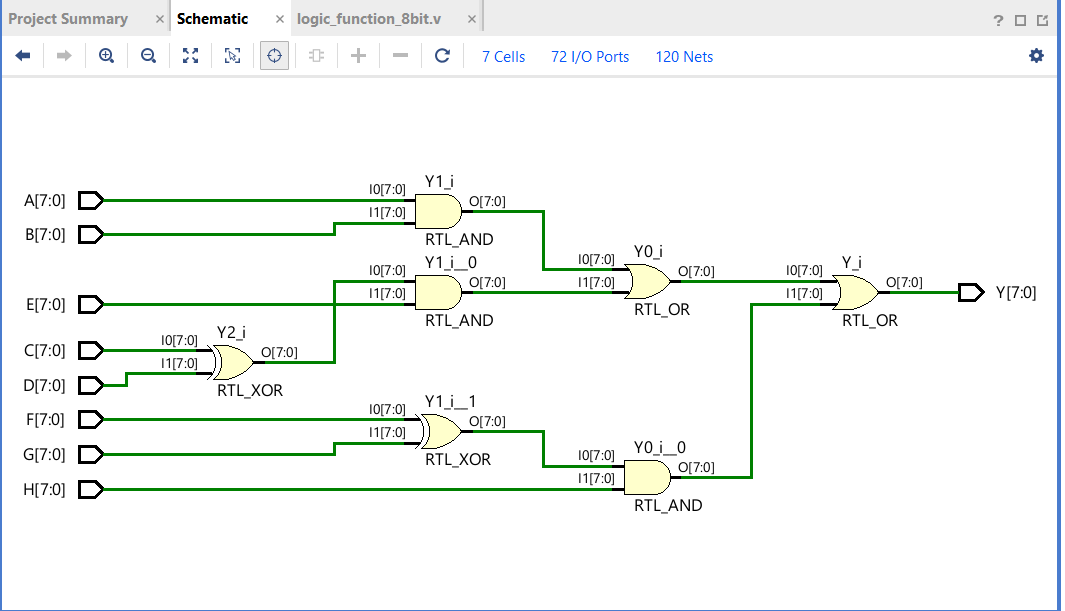 Project Summary × Schematic × logic_function_8bit.v ×
?
7 Cells 72 I/O Ports 120 Nets
Y1_i
A[7:0] I0[7:0] O[7:0]
B[7:0] I1[7:0]
RTL_AND
Y1_i__0
I0[7:0] O[7:0]
E[7:0] I1[7:0]
RTL_AND
Y0_i
I0[7:0] O[7:0]
I1[7:0]
RTL_OR
Y_i
I0[7:0] O[7:0] Y[7:0]
I1[7:0]
RTL_OR
Y2_i
C[7:0] I0[7:0] O[7:0]
D[7:0] I1[7:0]
RTL_XOR
Y1_i__1
F[7:0] I0[7:0] O[7:0]
G[7:0] I1[7:0]
RTL_XOR
Y0_i__0
I0[7:0] O[7:0]
H[7:0] I1[7:0]
RTL_AND